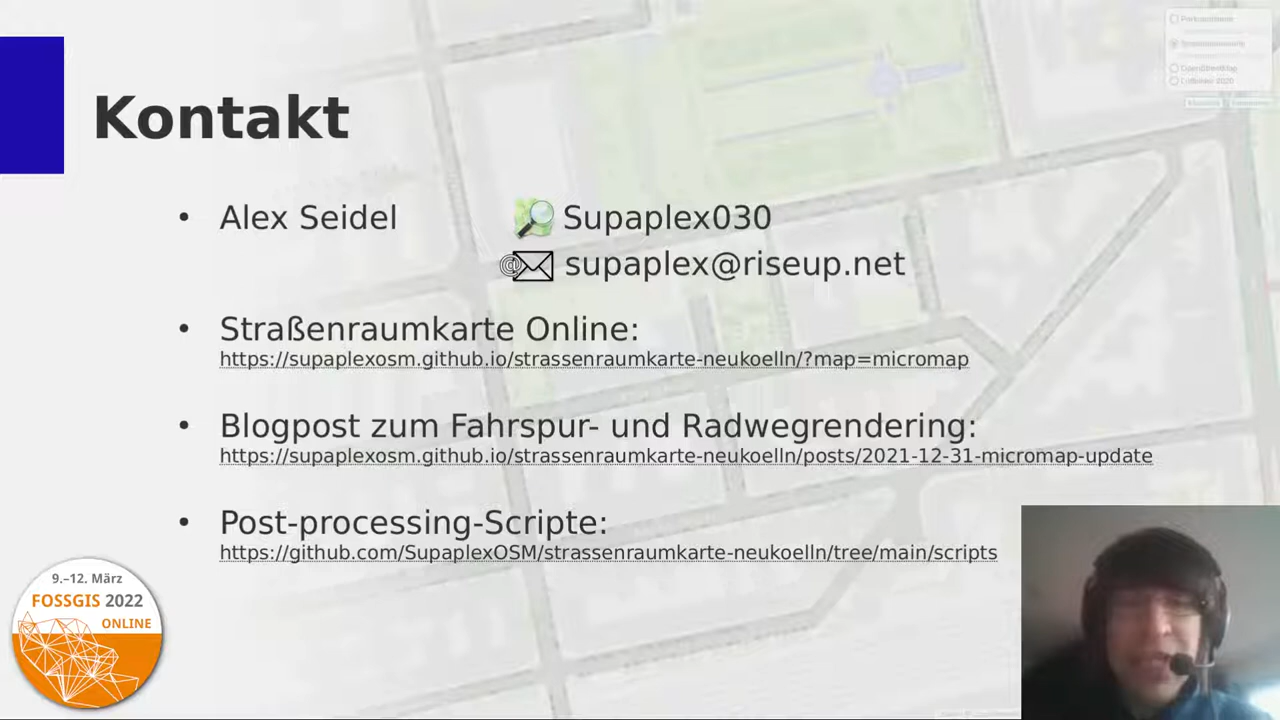 Kontakt
• Alex Seidel Supaplex030
@ supaplex@riseup.net
• Straßenraumkarte Online:
https://supaplexosm.github.io/strassenraumkarte-neukoelln/?map=micromap
• Blogpost zum Fahrspur- und Radwegrendering:
https://supaplexosm.github.io/strassenraumkarte-neukoelln/posts/2021-12-31-micromap-update
• Post-processing-Scripte:
https://github.com/SupaplexOSM/strassenraumkarte-neukoelln/tree/main/scripts
9.–12. März
FOSSGIS 2022
ONLINE